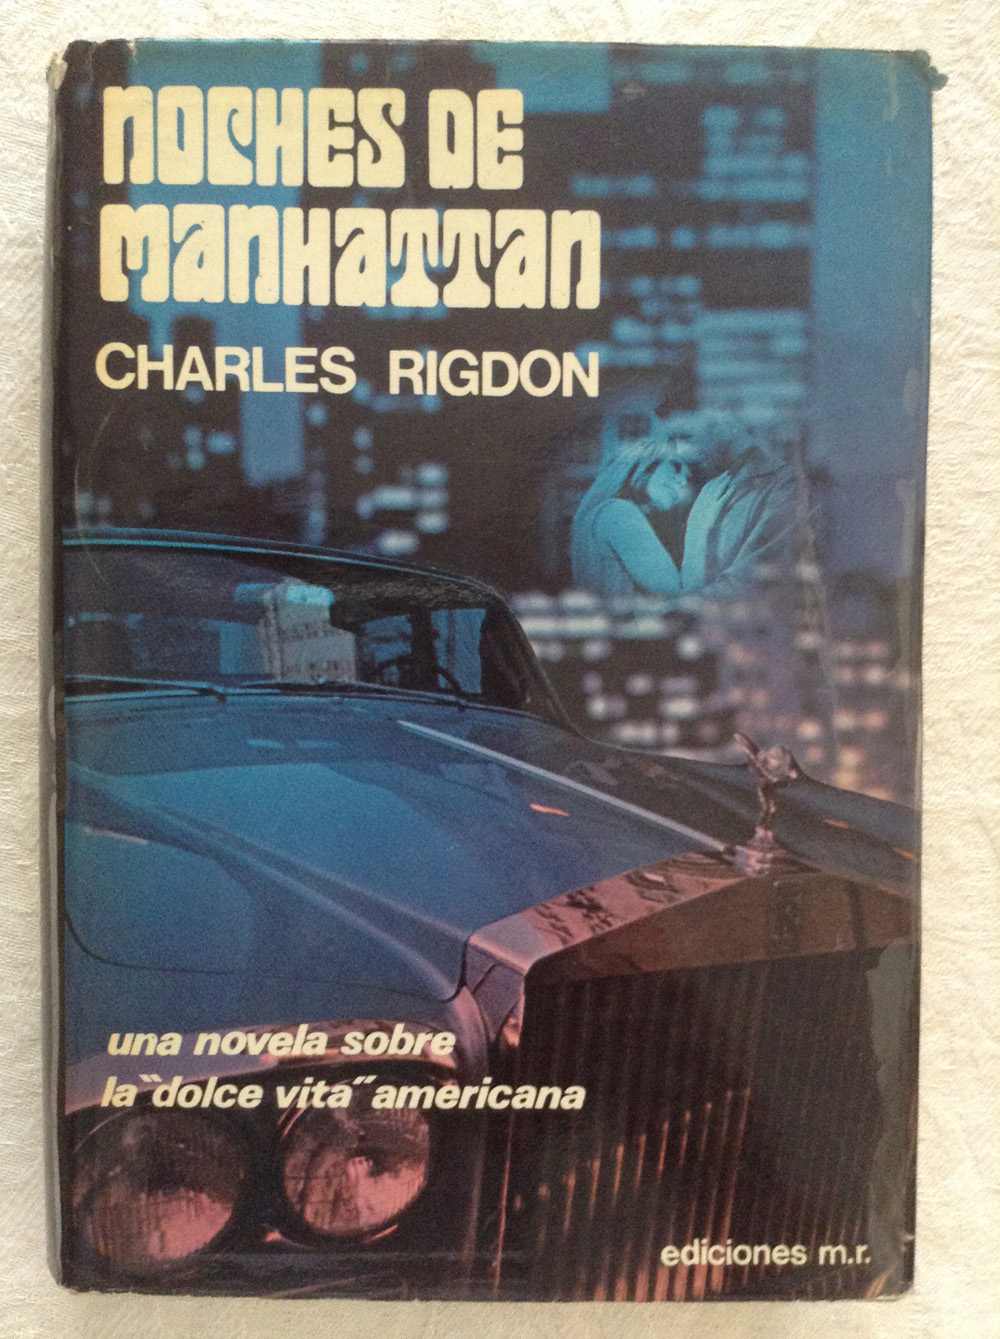 NOCHES DE
MANHATTAN
CHARLES RIGDON
una novela sobre
la "dolce vita" americana
ediciones m.r.